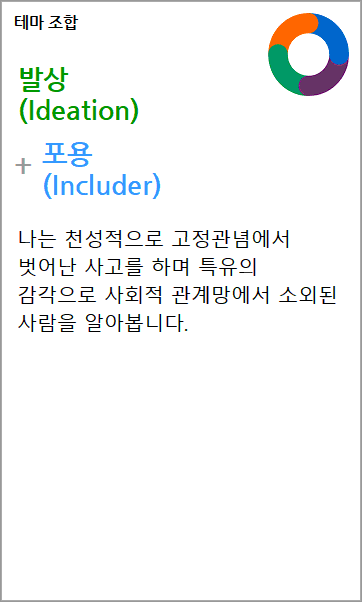 테마 조합
발상
(Ideation)
+ 포용
(Includer)
나는 천성적으로 고정관념에서
벗어난 사고를 하며 특유의
감각으로 사회적 관계망에서 소외된
사람을 알아봅니다.